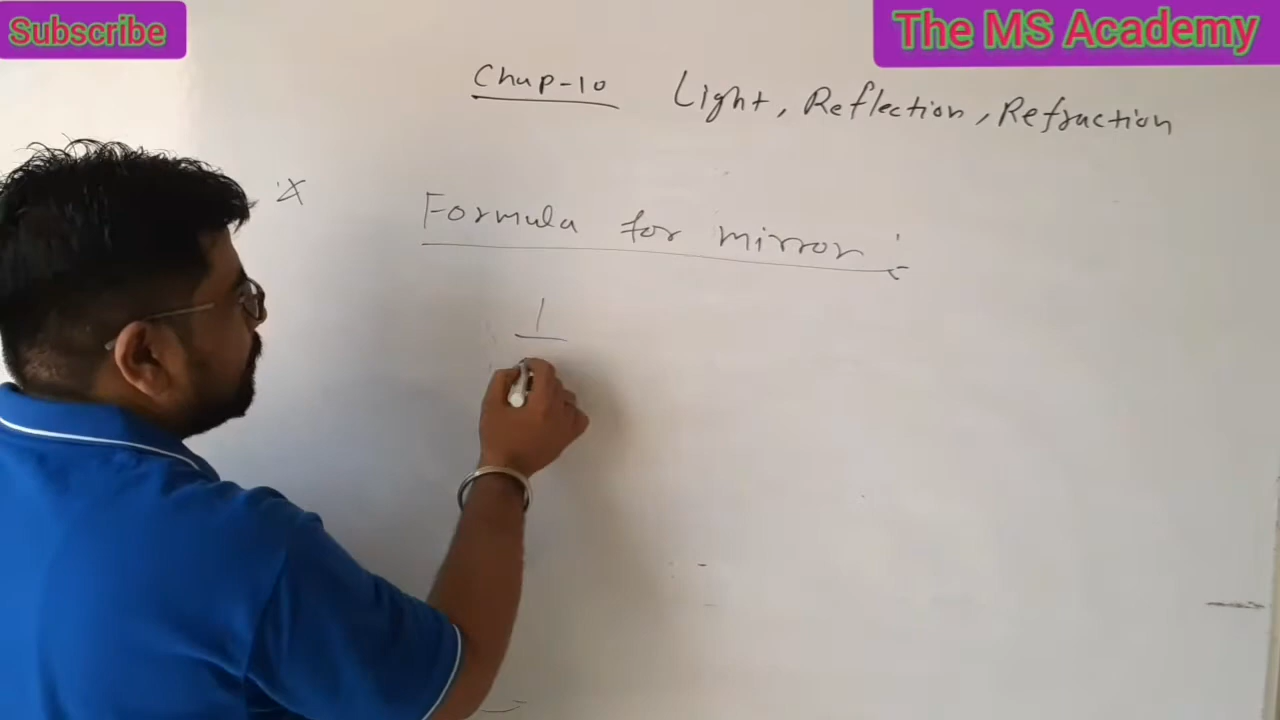 Subscribe
The MS Academy
Chap-10 Light, Reflection, Refraction
Formula for mirror :
1